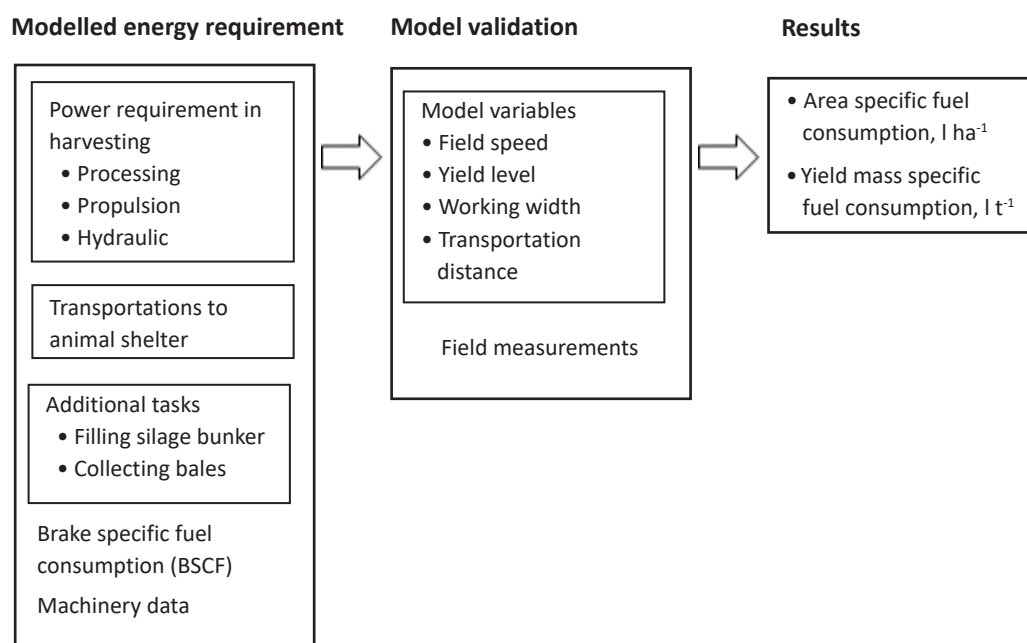 Modelled energy requirement
Power requirement in
harvesting
• Processing
• Propulsion
• Hydraulic
Transportations to
animal shelter
Additional tasks
• Filling silage bunker
• Collecting bales
Brake specific fuel
consumption (BSCF)
Machinery data
Model validation
Model variables
• Field speed
• Yield level
• Working width
• Transportation
distance
Field measurements
Results
• Area specific fuel
consumption, l ha⁻¹
• Yield mass specific
fuel consumption, l t⁻¹